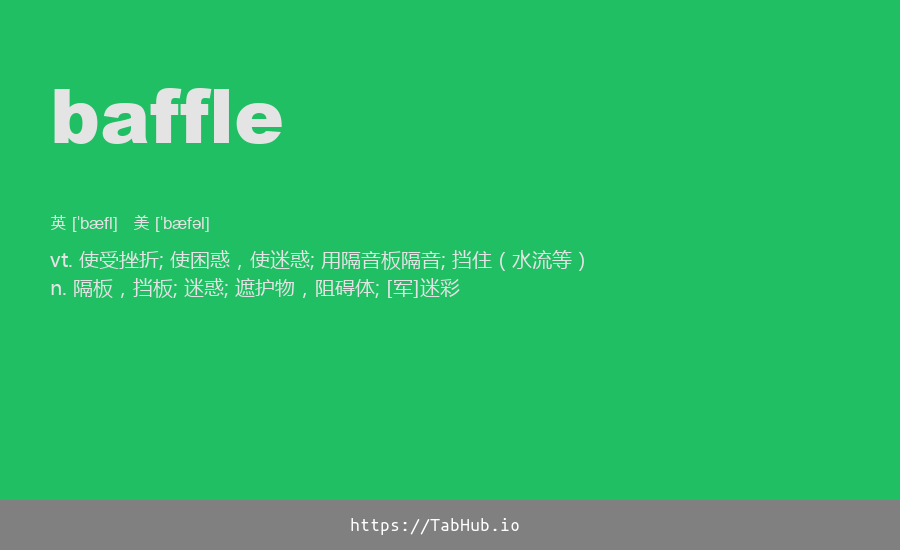 baffle
英 ['bæfl] 美 ['bæfəl]
vt. 使受挫折; 使困惑，使迷惑; 用隔音板隔音; 挡住（水流等）
n. 隔板，挡板; 迷惑; 遮护物，阻碍体; [军]迷彩
https://TabHub.io